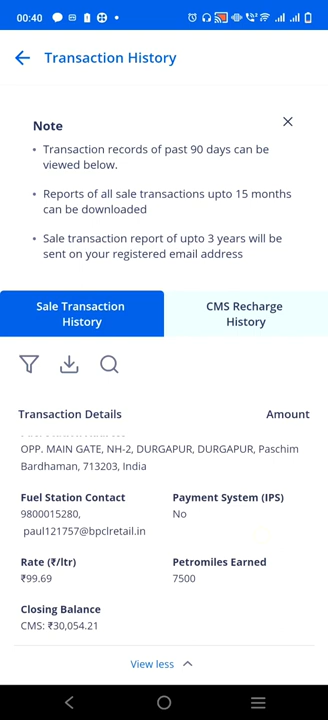 00:40
Transaction History
Note
• Transaction records of past 90 days can be
viewed below.
• Reports of all sale transactions upto 15 months
can be downloaded
• Sale transaction report of upto 3 years will be
sent on your registered email address
Sale Transaction
History
CMS Recharge
History
Transaction Details
Amount
OPP. MAIN GATE, NH-2, DURGAPUR, DURGAPUR, Paschim
Bardhaman, 713203, India
Fuel Station Contact
Payment System (IPS)
9800015280,
No
paul121757@bpclretail.in
Rate (₹/ltr)
Petromiles Earned
₹99.69
7500
Closing Balance
CMS: ₹30,054.21
View less